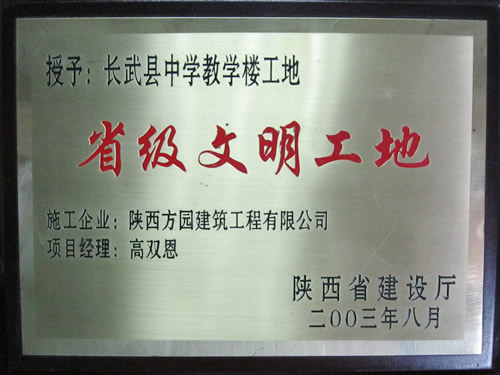 授予：长武县中学教学楼工地
省级文明工地
施工企业：陕西方园建筑工程有限公司
项目经理：高双恩
陕西省建设厅
二00三年八月